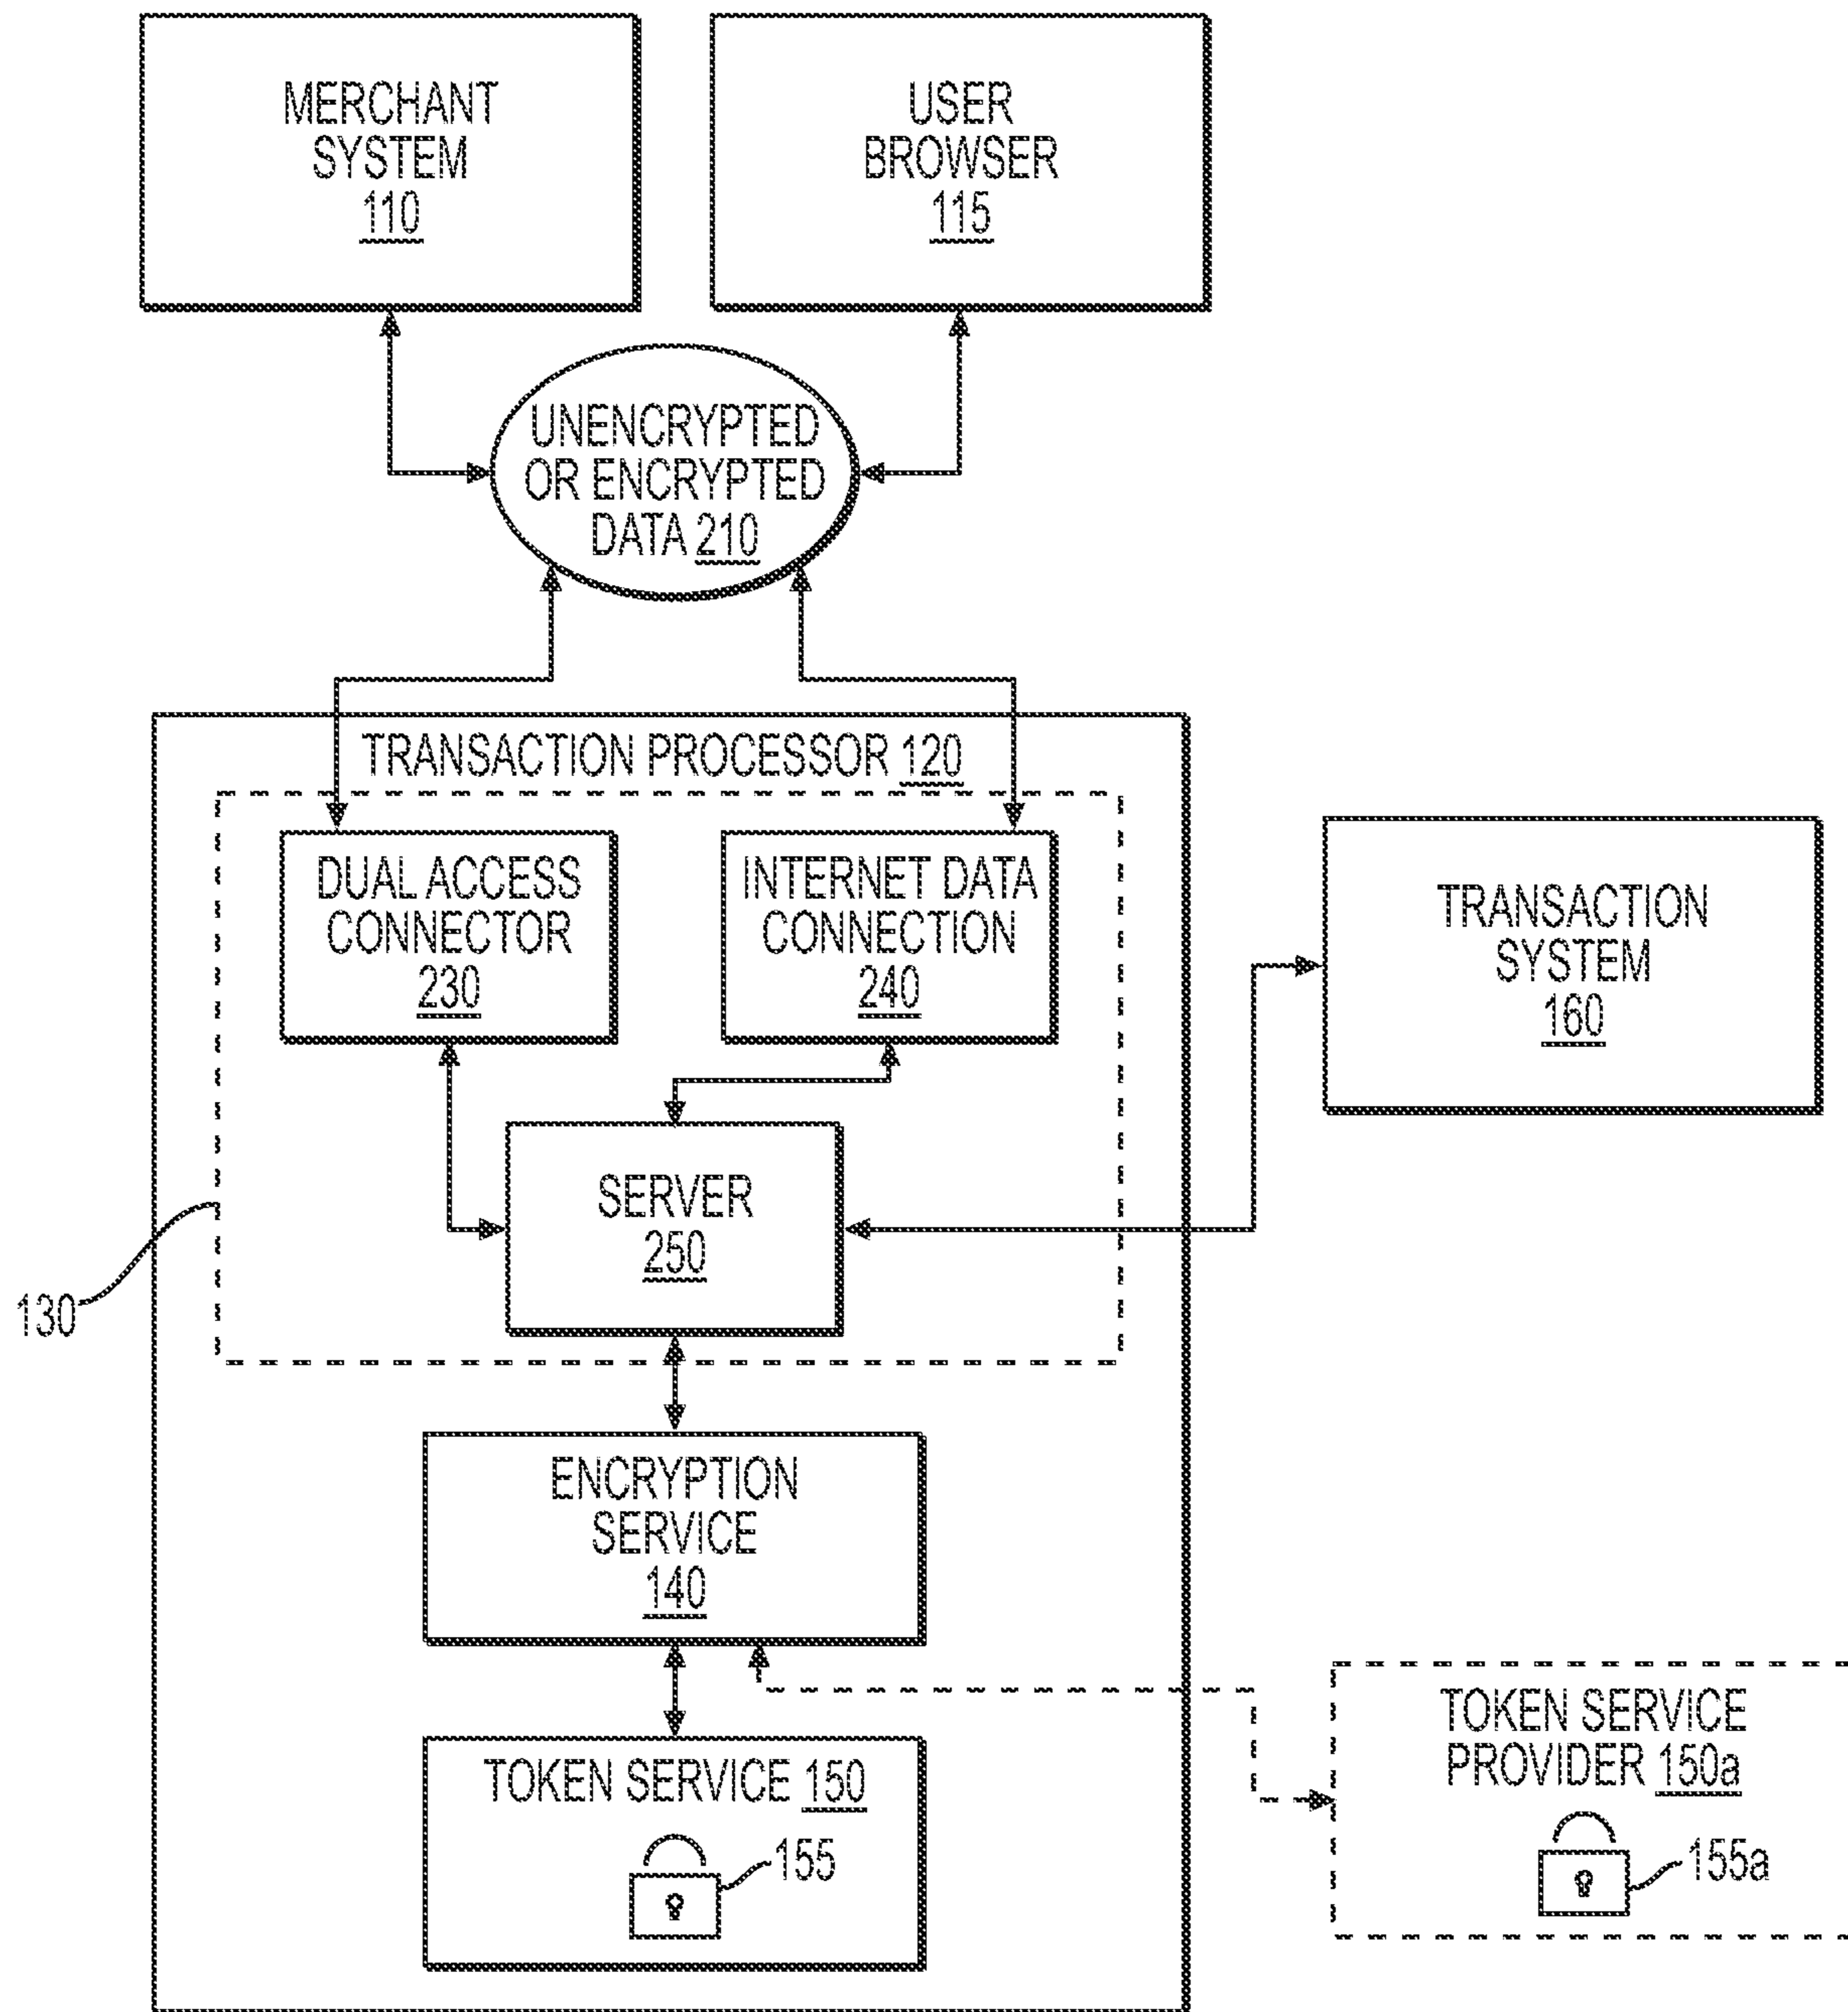 MERCHANT
SYSTEM
110
USER
BROWSER
115
UNENCRYPTED
OR ENCRYPTED
DATA 210
TRANSACTION PROCESSOR 120
DUAL ACCESS
CONNECTOR
230
INTERNET DATA
CONNECTION
240
TRANSACTION
SYSTEM
160
SERVER
250
130
ENCRYPTION
SERVICE
140
TOKEN SERVICE 150
155
TOKEN SERVICE
PROVIDER 150a
155a